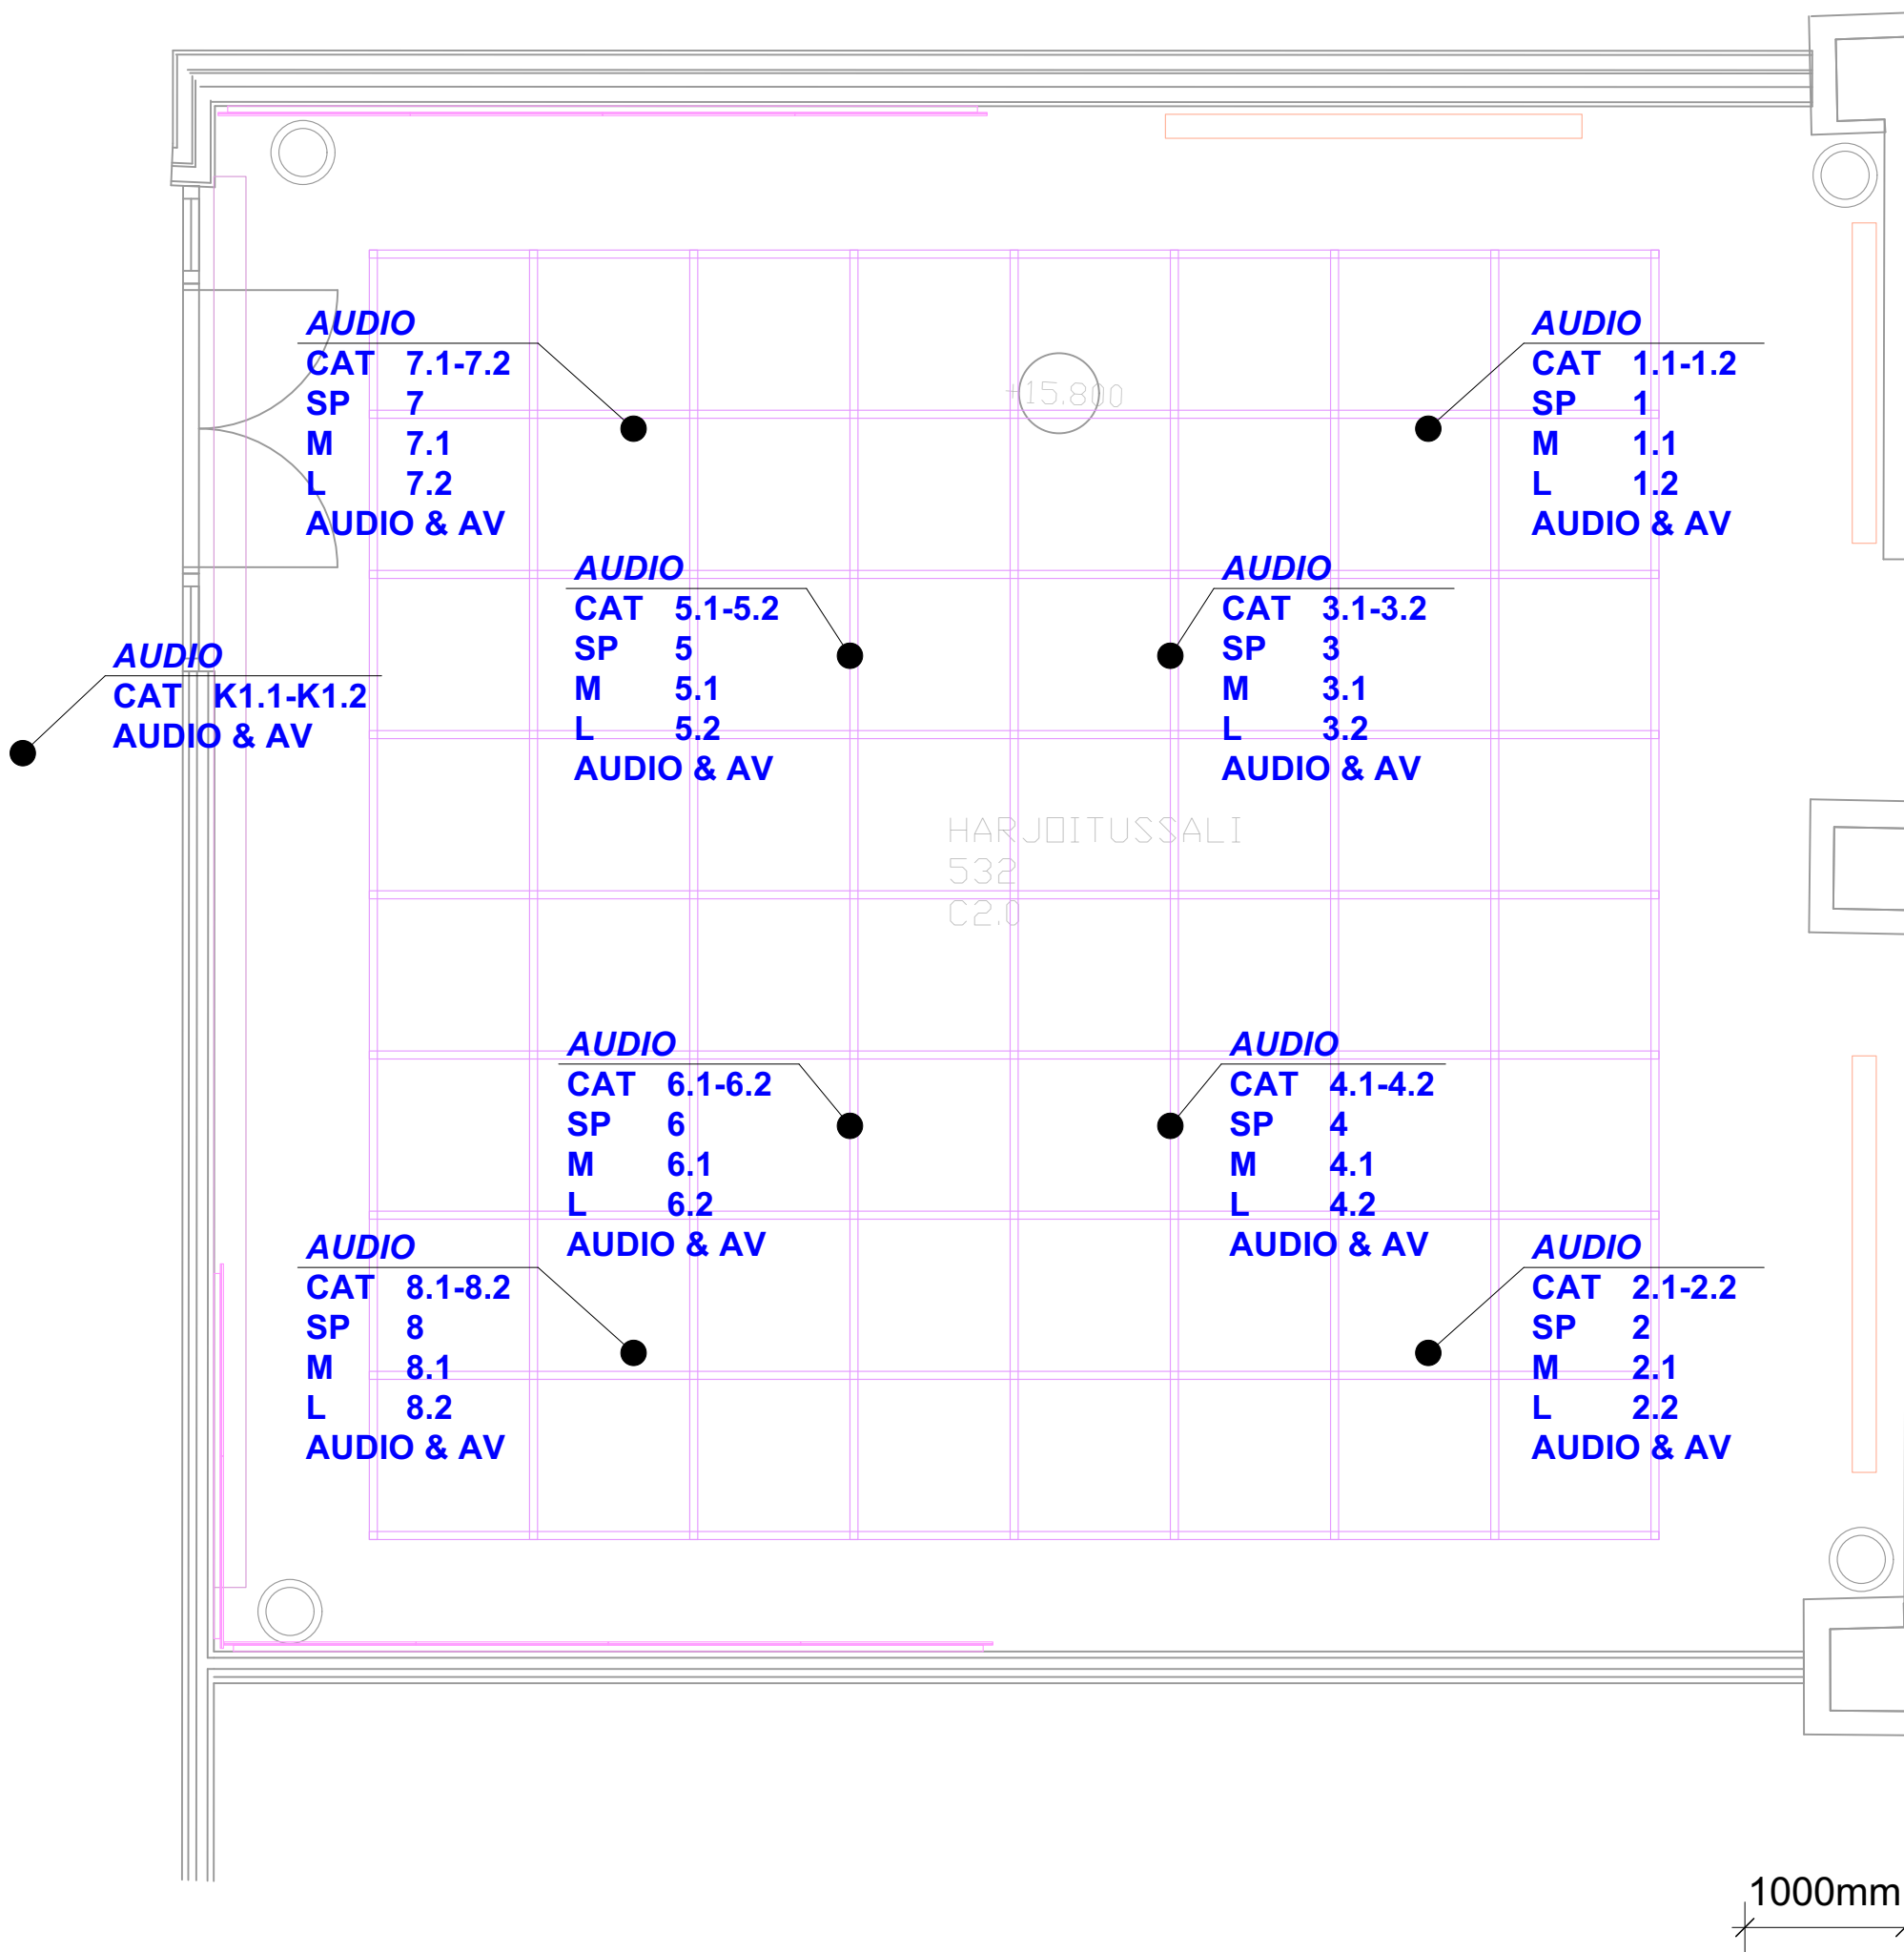 AUDIO
CAT 7.1-7.2
SP 7
M 7.1
L 7.2
AUDIO & AV
+15.800
AUDIO
CAT 1.1-1.2
SP 1
M 1.1
L 1.2
AUDIO & AV
AUDIO
CAT 5.1-5.2
SP 5
M 5.1
L 5.2
AUDIO & AV
AUDIO
CAT 3.1-3.2
SP 3
M 3.1
L 3.2
AUDIO & AV
AUDIO
CAT K1.1-K1.2
AUDIO & AV
HARJOITUSSALI
532
C2.0
AUDIO
CAT 6.1-6.2
SP 6
M 6.1
L 6.2
AUDIO & AV
AUDIO
CAT 4.1-4.2
SP 4
M 4.1
L 4.2
AUDIO & AV
AUDIO
CAT 8.1-8.2
SP 8
M 8.1
L 8.2
AUDIO & AV
AUDIO
CAT 2.1-2.2
SP 2
M 2.1
L 2.2
AUDIO & AV
1000mm